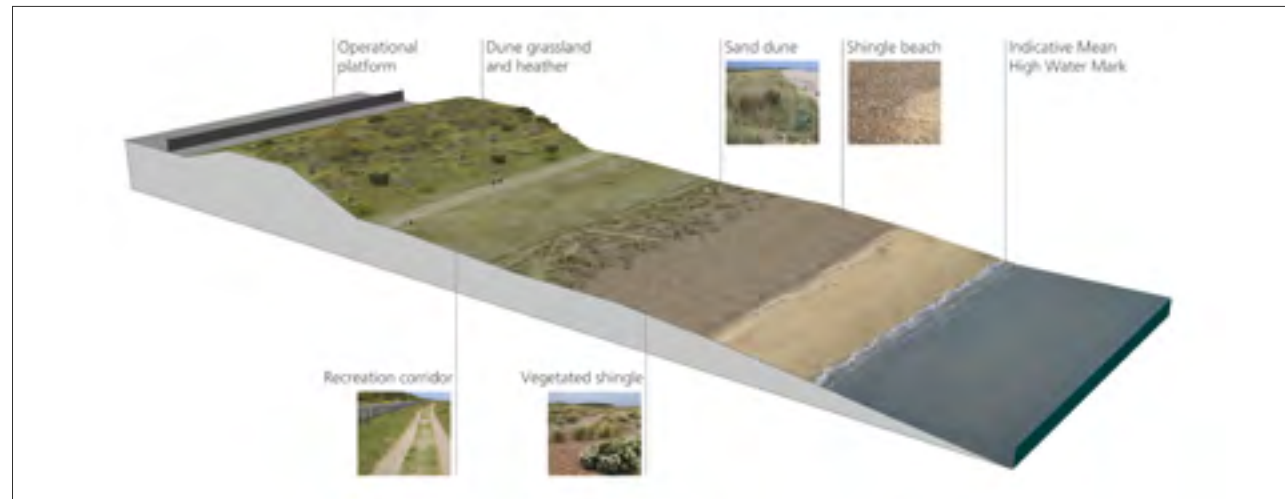 Operational
platform
Dune grassland
and heather
Sand dune
Shingle beach
Indicative Mean
High Water Mark
Recreation corridor
Vegetated shingle